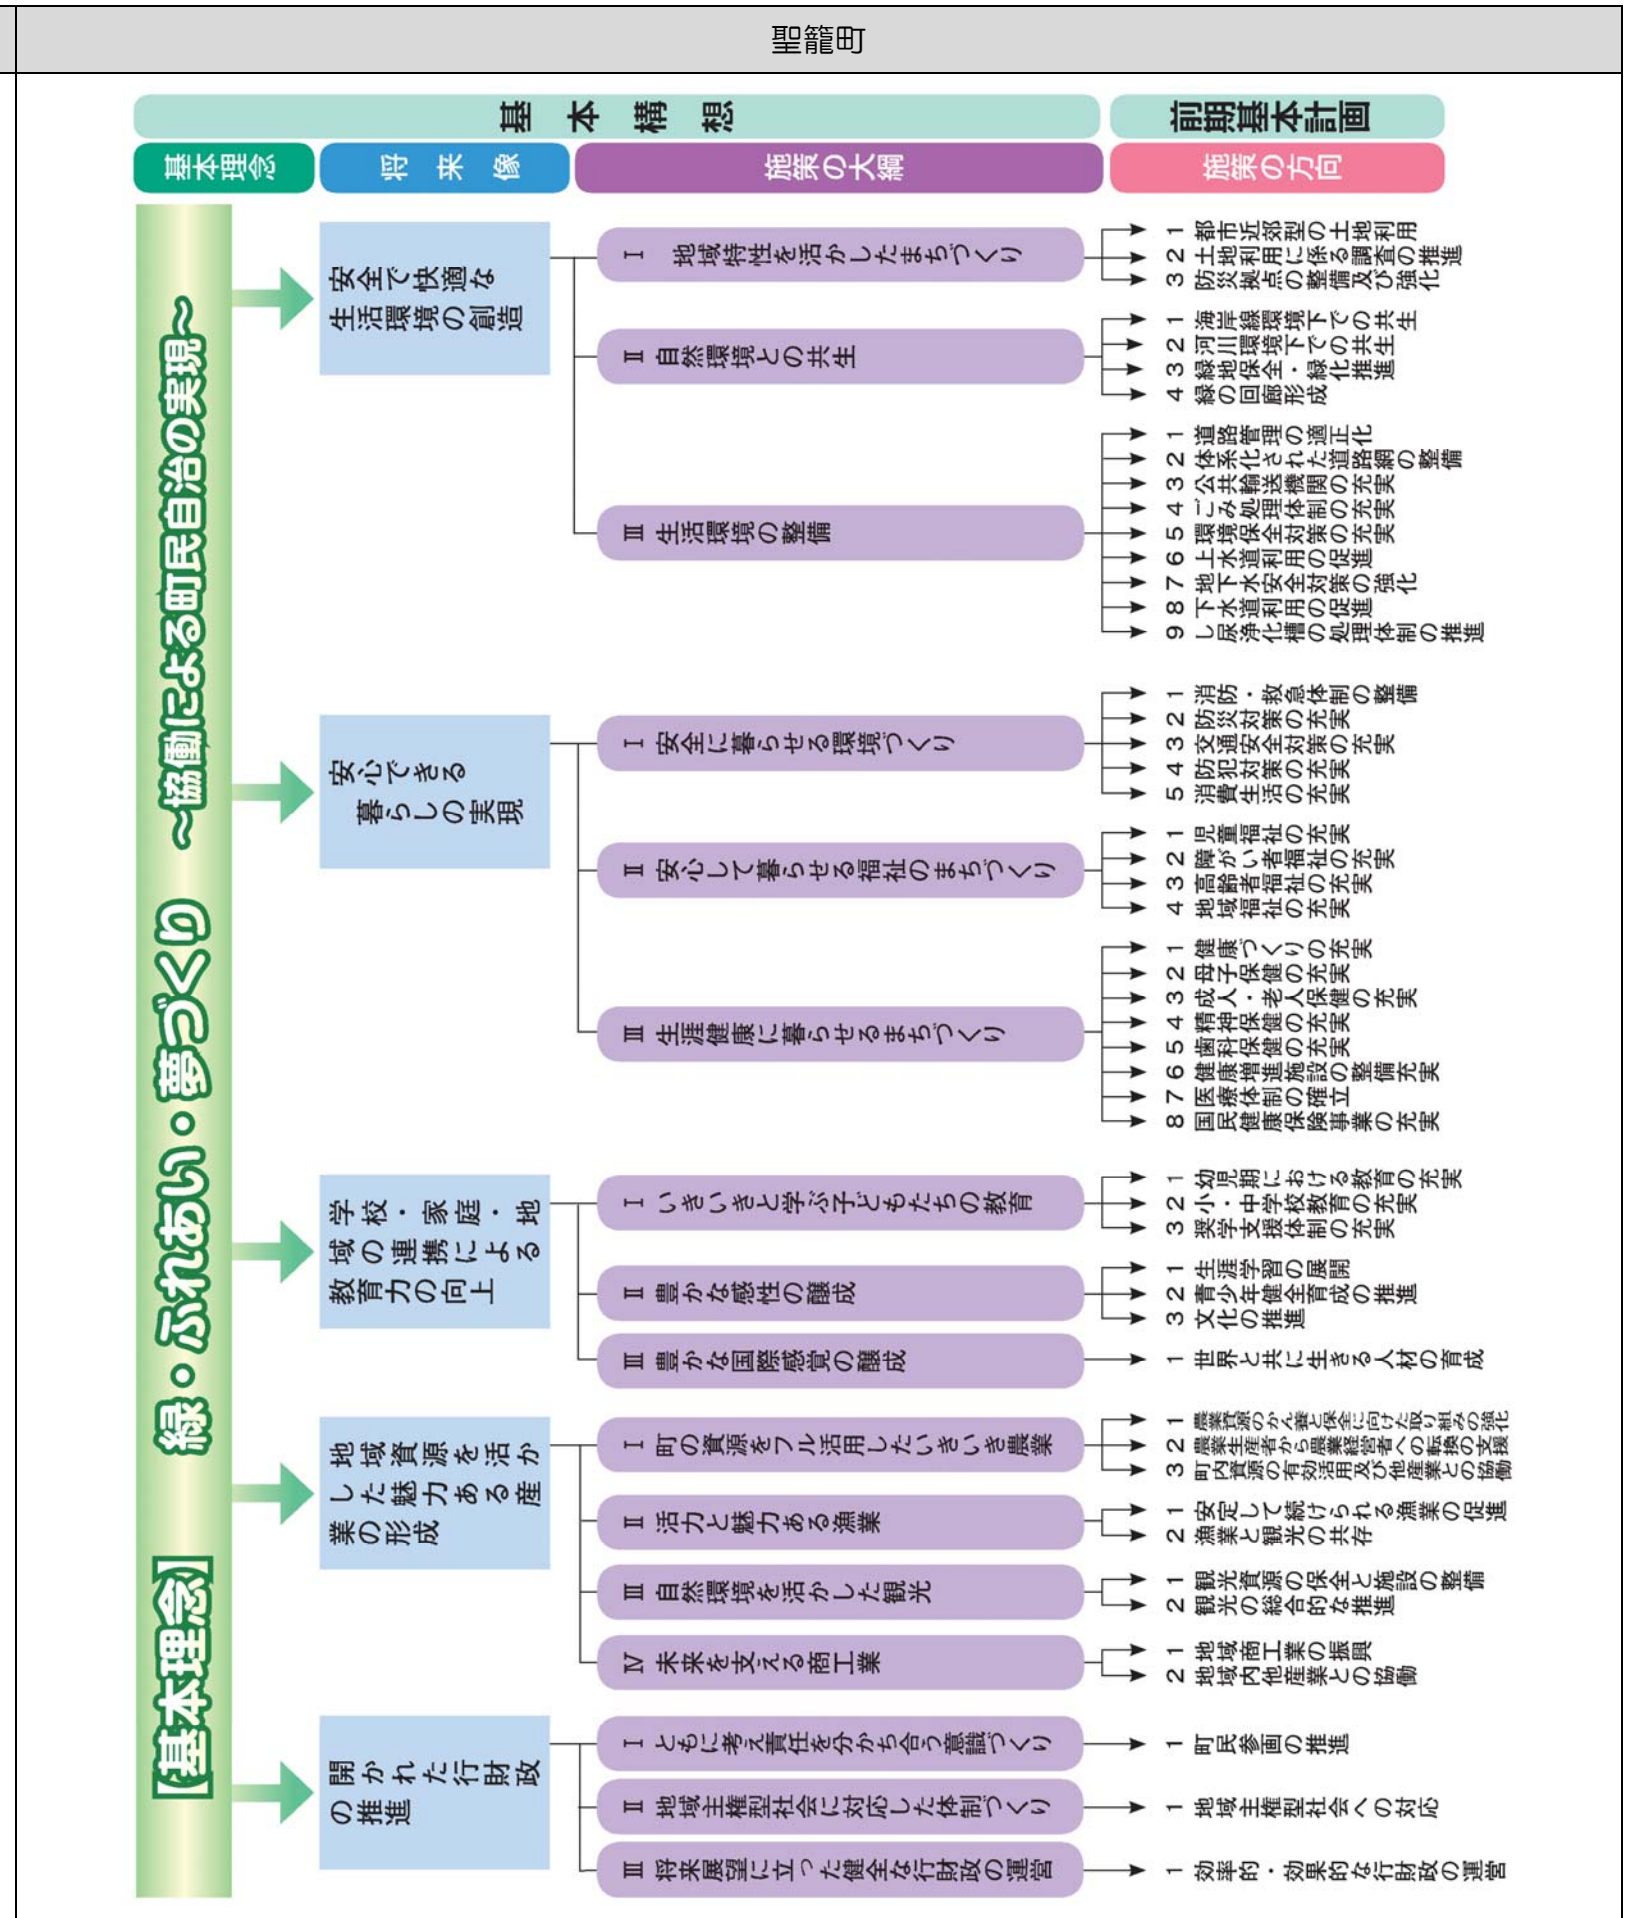 聖籠町
基本構想
前期基本計画
基本理念
将来像
施策の大綱
施策の方向
【基本理念】 緑・ふれあい・夢づくり ～協働による町民自治の実現～
安全で快適な
生活環境の創造
Ⅰ 地域特性を活かしたまちづくり
1 都市近郊型の土地利用
2 土地利用に係る調査の推進
3 防災拠点の整備及び強化
Ⅱ 自然環境との共生
1 海岸線環境下での共生
2 河川環境下での共生
3 緑地保全・緑化推進
4 緑の回廊形成
Ⅲ 生活環境の整備
1 道路管理の適正化
2 体系化された道路網の整備
3 公共輸送機関の充実
4 ごみ処理体制の充実
5 環境保全対策の充実
6 上水道利用の促進
7 地下水安全対策の強化
8 下水道利用の促進
9 し尿浄化槽の処理体制の推進
安心できる
暮らしの実現
Ⅰ 安全に暮らせる環境づくり
1 消防・救急体制の整備
2 防災対策の充実
3 交通安全対策の充実
4 防犯対策の充実
5 消費生活の充実
Ⅱ 安心して暮らせる福祉のまちづくり
1 児童福祉の充実
2 障がい者福祉の充実
3 高齢者福祉の充実
4 地域福祉の充実
Ⅲ 生涯健康に暮らせるまちづくり
1 健康づくりの充実
2 母子保健の充実
3 成人・老人保健の充実
4 精神保健の充実
5 歯科保健の充実
6 健康増進施設の整備充実
7 医療体制の確立
8 国民健康保険事業の充実
学校・家庭・地
域の連携による
教育力の向上
Ⅰ いきいきと学ぶ子どもたちの教育
1 幼児期における教育の充実
2 小・中学校教育の充実
3 奨学支援体制の充実
Ⅱ 豊かな感性の醸成
1 生涯学習の展開
2 青少年健全育成の推進
3 文化の推進
Ⅲ 豊かな国際感覚の醸成
1 世界と共に生きる人材の育成
地域資源を活か
した魅力ある産
業の形成
Ⅰ 町の資源をフル活用したいきいき農業
1 農業資源のかん養と保全に向けた取り組みの強化
2 農業生産者から農業経営者への転換の支援
3 町内資源の有効活用及び他産業との協働
Ⅱ 活力と魅力ある漁業
1 安定して続けられる漁業の促進
2 漁業と観光の共存
Ⅲ 自然環境を活かした観光
1 観光資源の保全と施設の整備
2 観光の総合的な推進
Ⅳ 未来を支える商工業
1 地域商工業の振興
2 地域内他産業との協働
開かれた行財政
の推進
Ⅰ ともに考え責任を分かち合う意識づくり
1 町民参画の推進
Ⅱ 地域主権型社会に対応した体制づくり
1 地域主権型社会への対応
Ⅲ 将来展望に立った健全な行財政の運営
1 効率的・効果的な行財政の運営